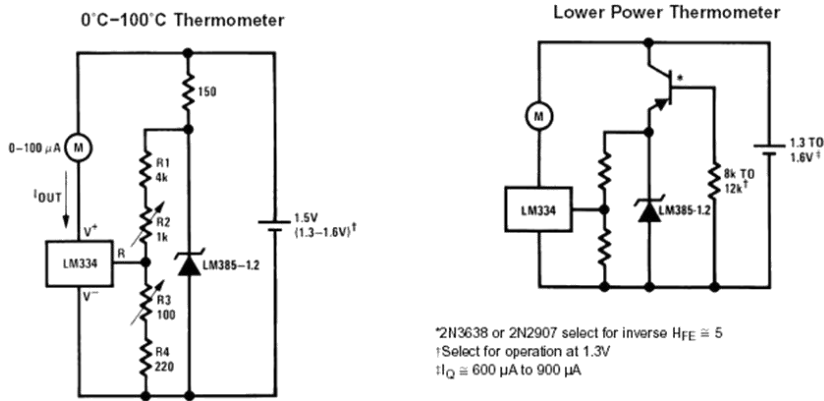 0°C–100°C Thermometer
150
0–100 µA
M
R1
4k
IOUT
R2
1k
V+
R
LM334
V−
LM385–1.2
R3
100
R4
220
1.5V
(1.3–1.6V)†
Lower Power Thermometer
*
M
1.3 TO
1.6V‡
8k TO
12k†
LM334
LM385-1.2
*2N3638 or 2N2907 select for inverse HFE ≅ 5
†Select for operation at 1.3V
‡IQ ≅ 600 µA to 900 µA